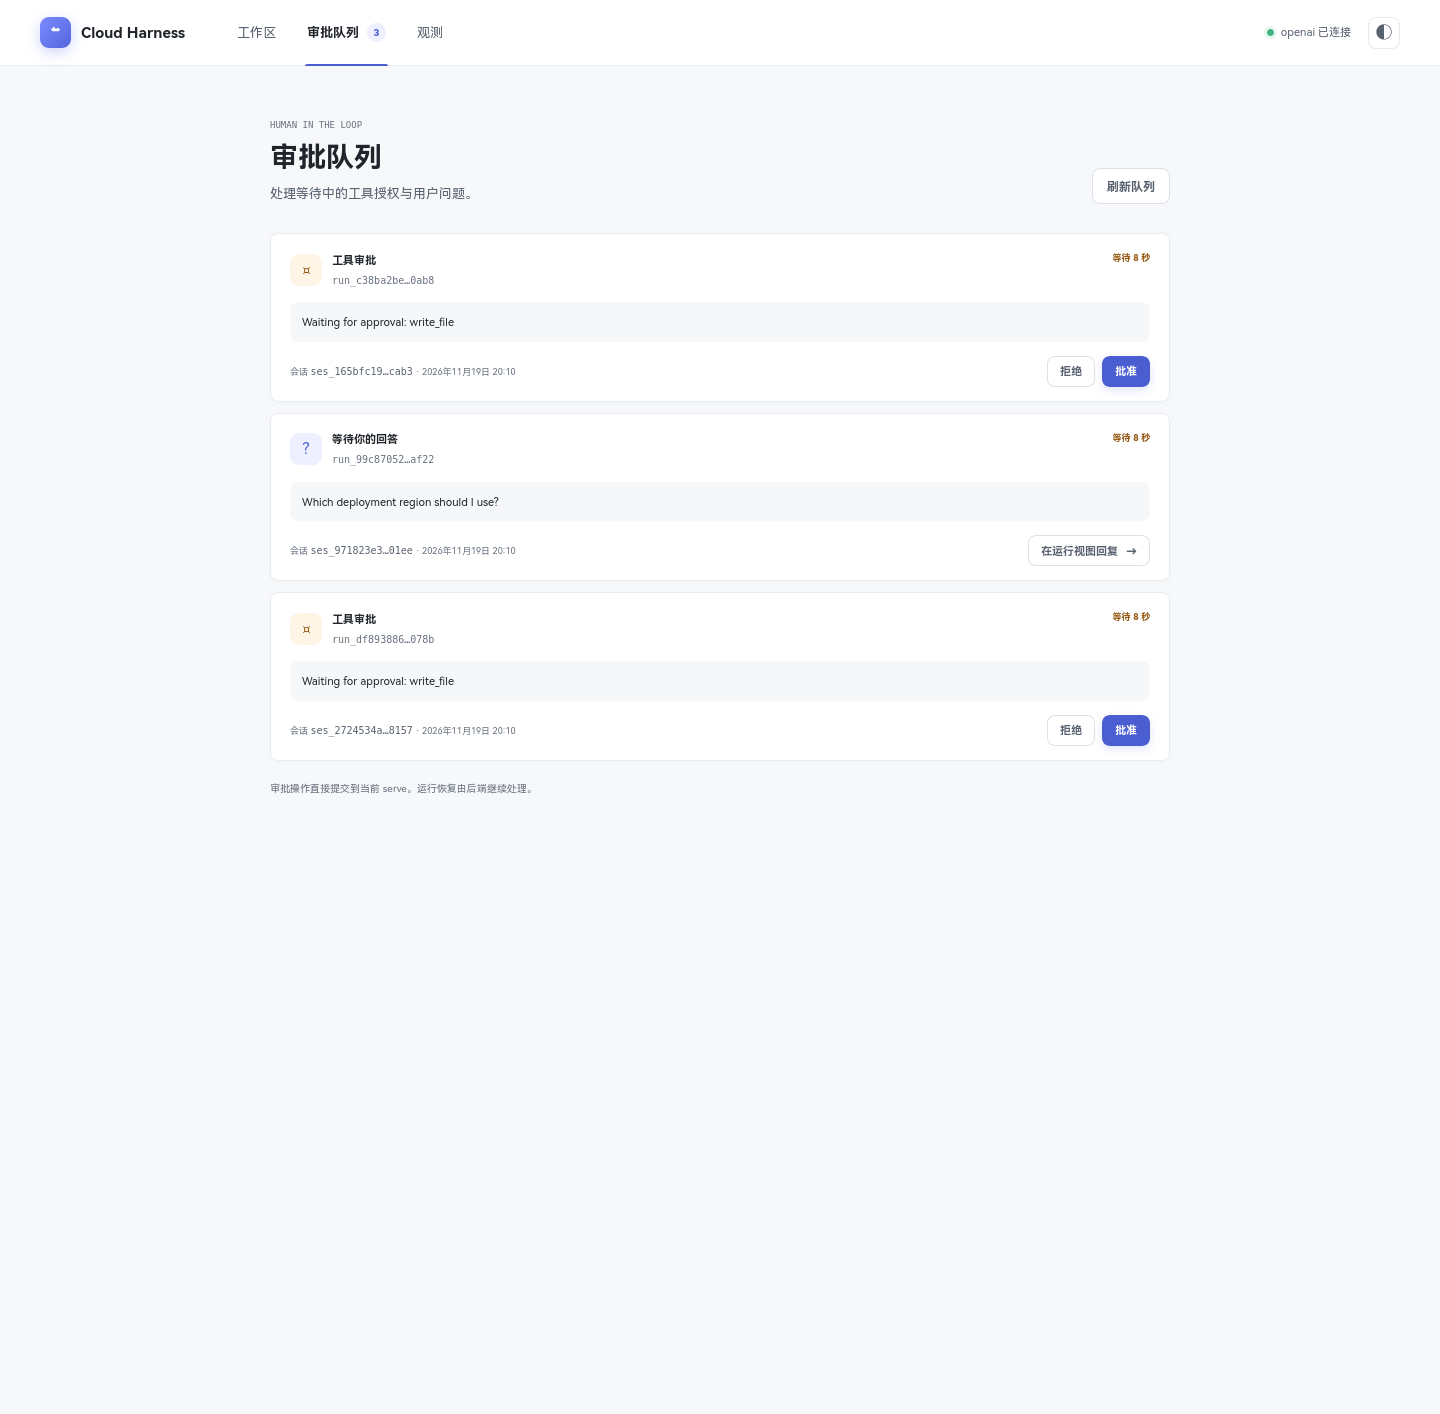 Cloud Harness
工作区
审批队列 3
观测
openai 已连接
HUMAN IN THE LOOP
审批队列
处理等待中的工具授权与用户问题。
刷新队列
工具审批
等待 8 秒
run_c38ba2be…0ab8
Waiting for approval: write_file
会话 ses_165bfc19…cab3 · 2026年11月19日 20:10
拒绝
批准
?
等待你的回答
等待 8 秒
run_99c87052…af22
Which deployment region should I use?
会话 ses_971823e3…01ee · 2026年11月19日 20:10
在运行视图回复 →
工具审批
等待 8 秒
run_df893886…078b
Waiting for approval: write_file
会话 ses_2724534a…8157 · 2026年11月19日 20:10
拒绝
批准
审批操作直接提交到当前 serve。运行恢复由后端继续处理。